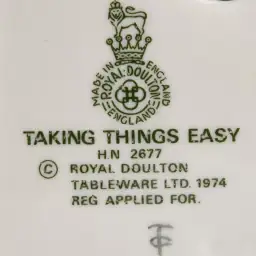 MADE IN ENGLAND
ROYAL DOULTON
ENGLAND
TAKING THINGS EASY
H.N 2677
© ROYAL DOULTON
TABLEWARE LTD. 1974
REG APPLIED FOR.